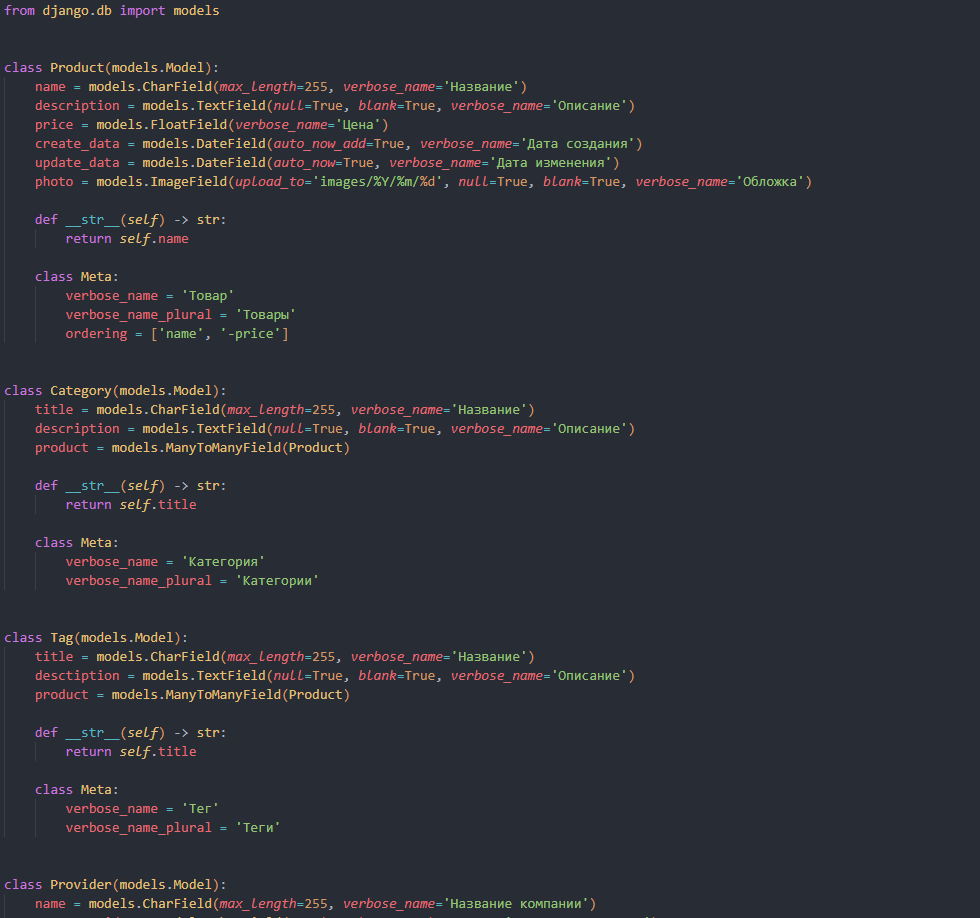 from django.db import models
class Product(models.Model):
name = models.CharField(max_length=255, verbose_name='Название')
description = models.TextField(null=True, blank=True, verbose_name='Описание')
price = models.FloatField(verbose_name='Цена')
create_data = models.DateField(auto_now_add=True, verbose_name='Дата создания')
update_data = models.DateField(auto_now=True, verbose_name='Дата изменения')
photo = models.ImageField(upload_to='images/%Y/%m/%d', null=True, blank=True, verbose_name='Обложка')
def __str__(self) -> str:
return self.name
class Meta:
verbose_name = 'Товар'
verbose_name_plural = 'Товары'
ordering = ['name', '-price']
class Category(models.Model):
title = models.CharField(max_length=255, verbose_name='Название')
description = models.TextField(null=True, blank=True, verbose_name='Описание')
product = models.ManyToManyField(Product)
def __str__(self) -> str:
return self.title
class Meta:
verbose_name = 'Категория'
verbose_name_plural = 'Категории'
class Tag(models.Model):
title = models.CharField(max_length=255, verbose_name='Название')
desctiption = models.TextField(null=True, blank=True, verbose_name='Описание')
product = models.ManyToManyField(Product)
def __str__(self) -> str:
return self.title
class Meta:
verbose_name = 'Тег'
verbose_name_plural = 'Теги'
class Provider(models.Model):
name = models.CharField(max_length=255, verbose_name='Название компании')